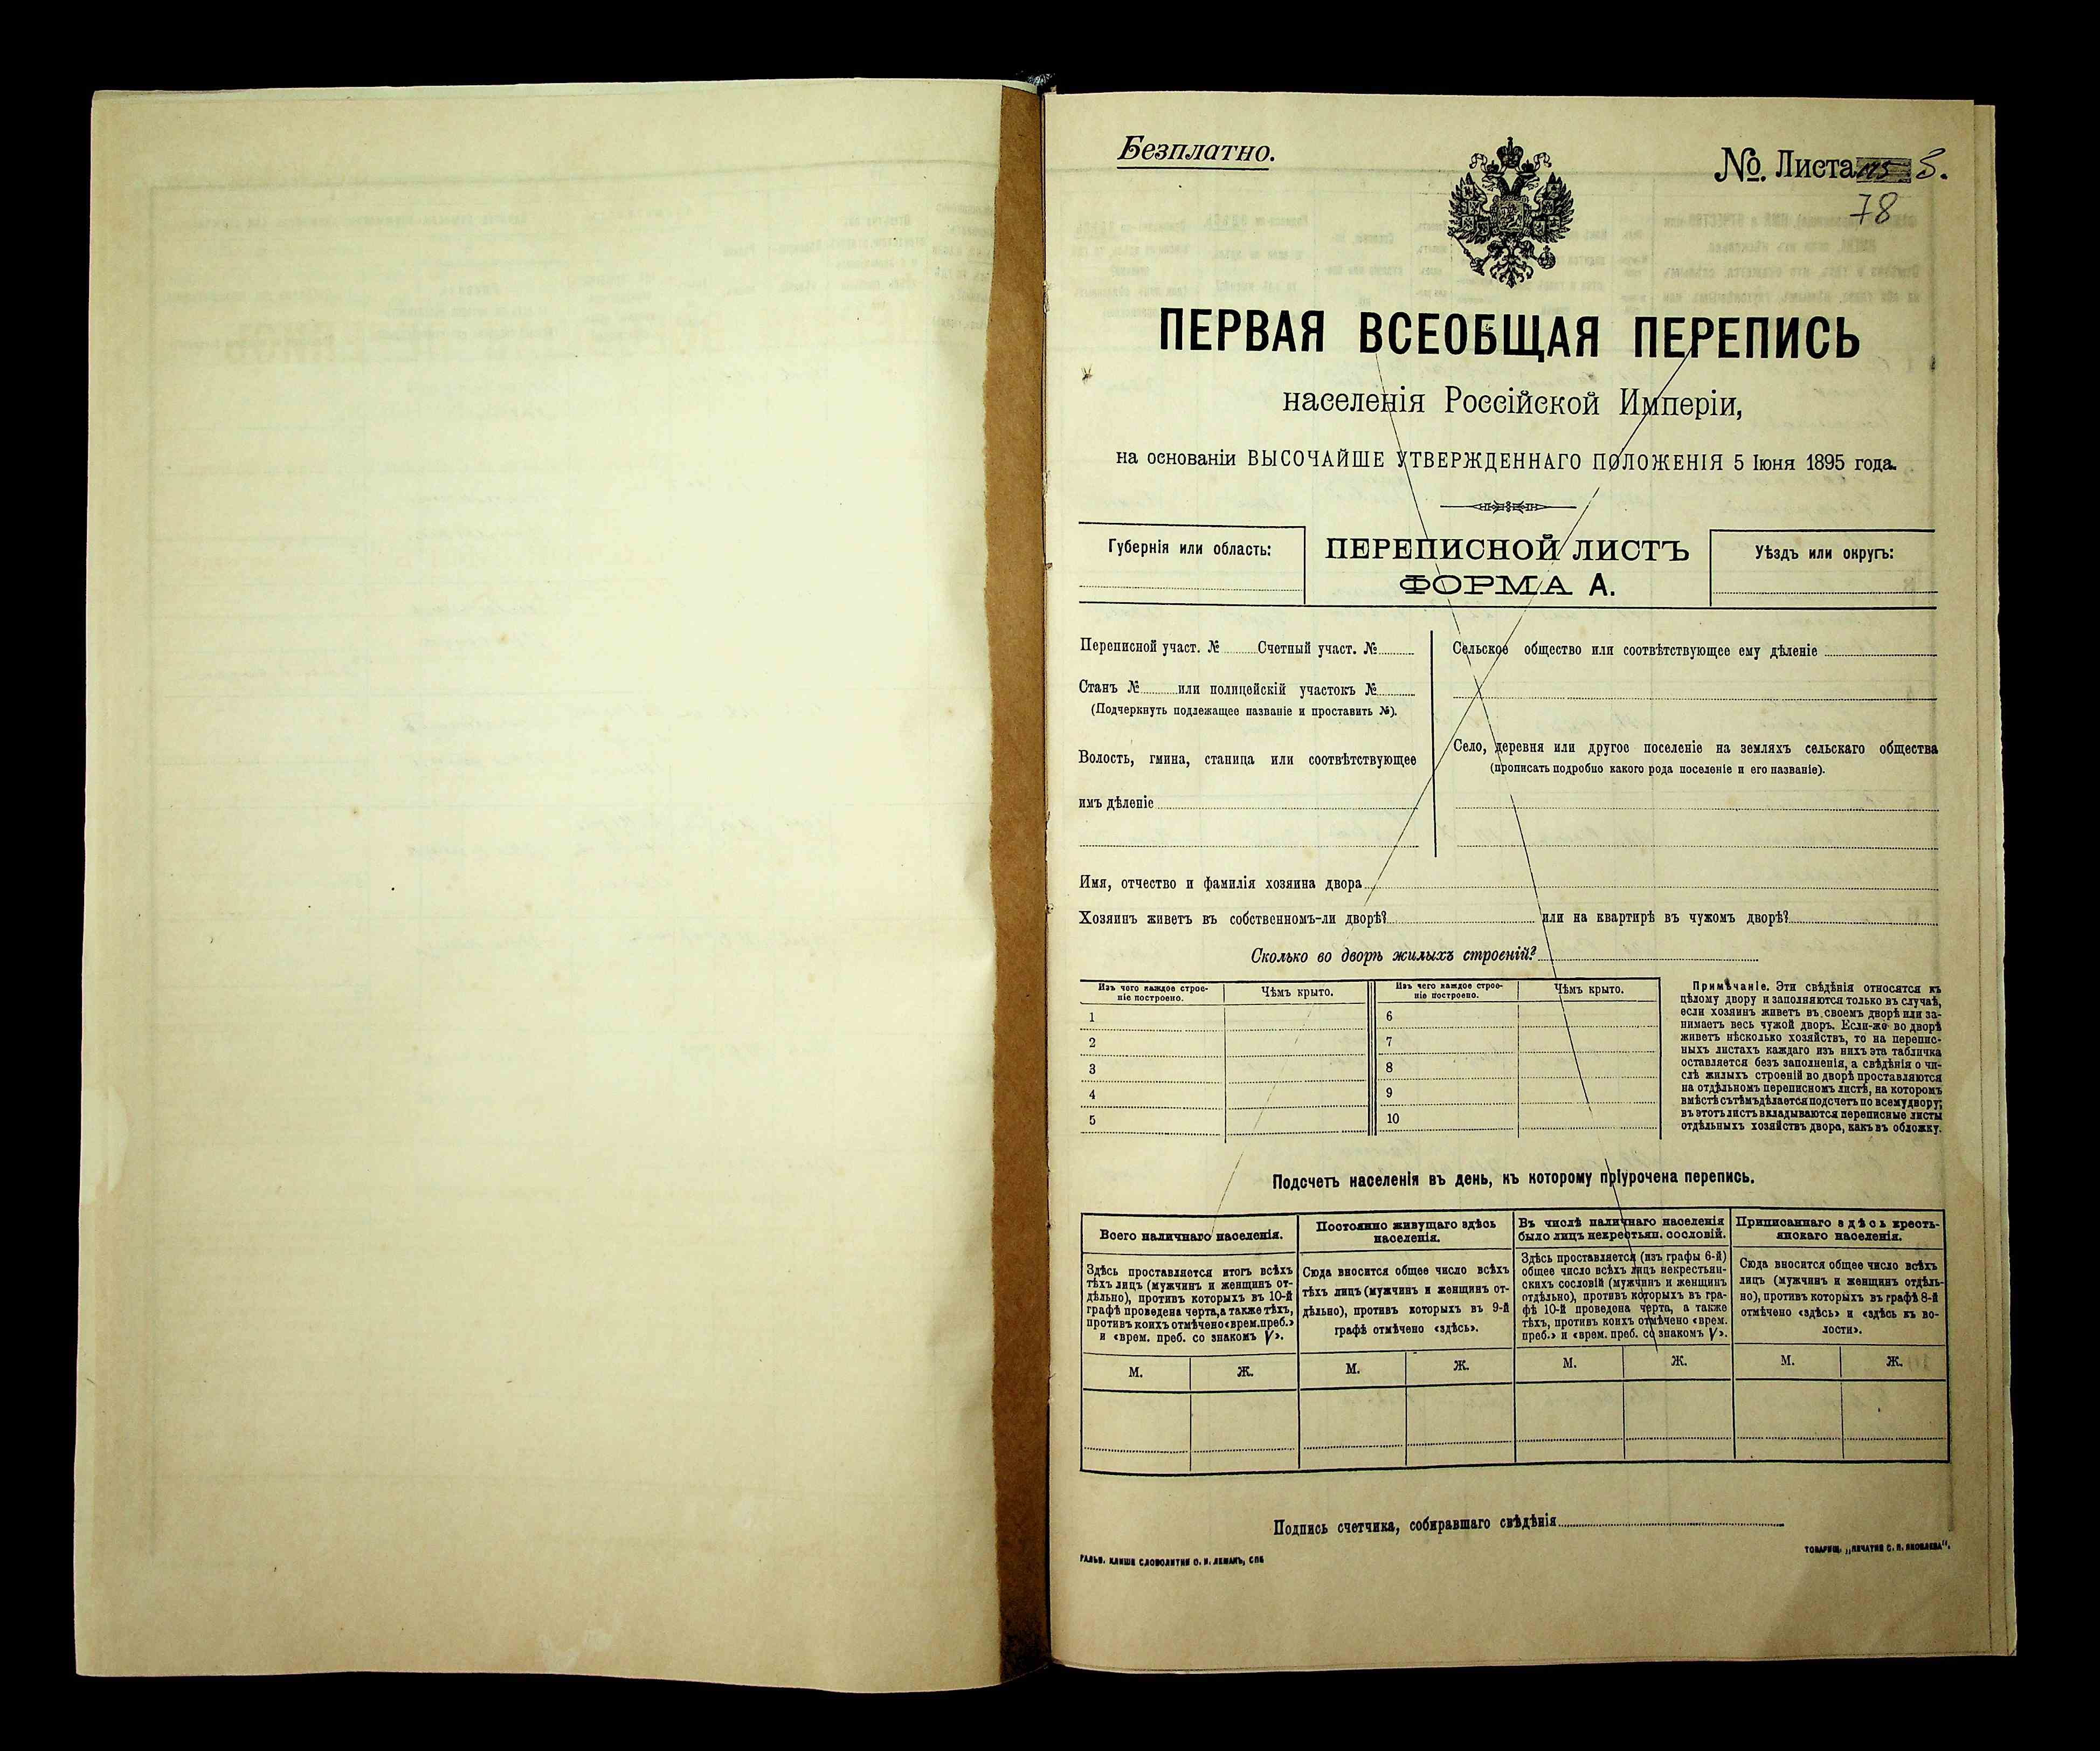 Безплатно.
№. Листа 8.
78
ПЕРВАЯ ВСЕОБЩАЯ ПЕРЕПИСЬ
населенія Россійской Имперіи,
на основаніи ВЫСОЧАЙШЕ УТВЕРЖДЕННАГО ПОЛОЖЕНІЯ 5 Іюня 1895 года.
Губернія или область:
ПЕРЕПИСНОЙ ЛИСТЪ
ФОРМА А.
Уѣздъ или округъ:
Переписной участ. № Счетный участ. №
Станъ № или полицейскій участокъ №
(Подчеркнуть подлежащее названіе и проставить №).
Волость, гмина, станица или соотвѣтствующее
имъ дѣленіе
Сельское общество или соотвѣтствующее ему дѣленіе
Село, деревня или другое поселеніе на земляхъ сельскаго общества
(прописать подробно какого рода поселеніе и его названіе).
Имя, отчество и фамилія хозяина двора
Хозяинъ живетъ въ собственномъ-ли дворѣ? или на квартирѣ въ чужомъ дворѣ?
Сколько во дворѣ жилыхъ строеній?
Изъ чего каждое строе-
ніе построено.
Чѣмъ крыто.
Изъ чего каждое строе-
ніе построено.
Чѣмъ крыто.
1 6
2 7
3 8
4 9
5 10
Примѣчаніе. Эти свѣдѣнія относятся къ
цѣлому двору и заполняются только въ случаѣ,
если хозяинъ живетъ въ своемъ дворѣ или за-
нимаетъ весь чужой дворъ. Если-же во дворѣ
живетъ нѣсколько хозяйствъ, то на перепис-
ныхъ листахъ каждаго изъ нихъ эта табличка
оставляется безъ заполненія, а свѣдѣнія о чи-
слѣ жилыхъ строеній во дворѣ проставляются
на отдѣльномъ переписномъ листѣ, на которомъ
вмѣстѣ съ тѣмъ дѣлается подсчетъ по всему двору;
въ этотъ листъ вкладываются переписные листы
отдѣльныхъ хозяйствъ двора, какъ въ обложку.
Подсчетъ населенія въ день, къ которому пріурочена перепись.
Всего наличнаго населенія.
Здѣсь проставляется итогъ всѣхъ
тѣхъ лицъ (мужчинъ и женщинъ от-
дѣльно), противъ которыхъ въ 10-й
графѣ проведена черта, а также тѣхъ,
противъ коихъ отмѣчено «врем. преб.»
и «врем. преб. со знакомъ V».
Постоянно живущаго здѣсь
населенія.
Сюда вносится общее число всѣхъ
тѣхъ лицъ (мужчинъ и женщинъ от-
дѣльно), противъ которыхъ въ 9-й
графѣ отмѣчено «здѣсь».
Въ числѣ наличнаго населенія
было лицъ некрестьян. сословій.
Здѣсь проставляется (изъ графы 6-й)
общее число всѣхъ лицъ некрестьян-
скихъ сословій (мужчинъ и женщинъ
отдѣльно), противъ которыхъ въ гра-
фѣ 10-й проведена черта, а также
тѣхъ, противъ коихъ отмѣчено «врем.
преб.» и «врем. преб. со знакомъ V».
Приписаннаго здѣсь кресть-
янскаго населенія.
Сюда вносится общее число всѣхъ
лицъ (мужчинъ и женщинъ отдѣль-
но), противъ которыхъ въ графѣ 8-й
отмѣчено «здѣсь» и «здѣсь въ во-
лости».
М. Ж. М. Ж. М. Ж. М. Ж.
Подпись счетчика, собиравшаго свѣдѣнія
ГАЛЬВ. КЛИШЕ СЛОВОЛИТНИ О. И. ЛЕМАНЪ, СПБ
ТОВАРИЩ. „ПЕЧАТНЯ С. П. ЯКОВЛЕВА".